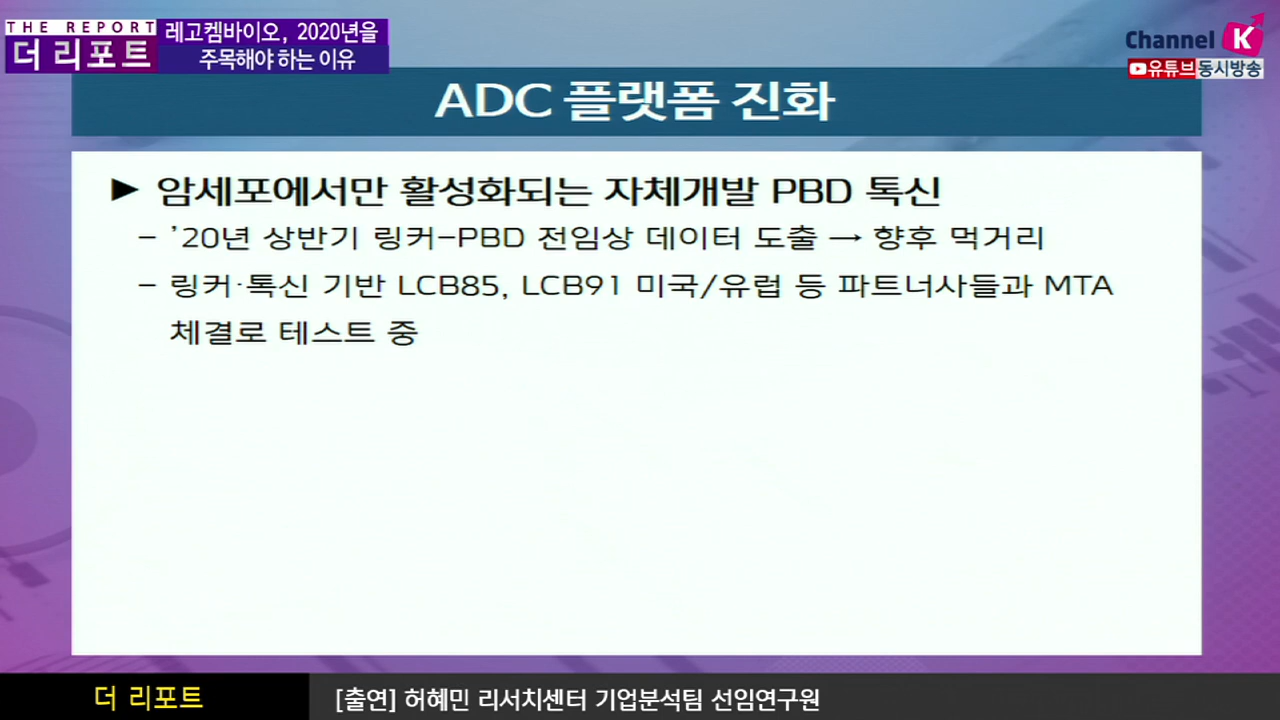 THE REPORT
더 리포트
레고켐바이오, 2020년을
주목해야 하는 이유
Channel K
유튜브동시방송
ADC 플랫폼 진화
► 암세포에서만 활성화되는 자체개발 PBD 톡신
– '20년 상반기 링커-PBD 전임상 데이터 도출 → 향후 먹거리
– 링커·톡신 기반 LCB85, LCB91 미국/유럽 등 파트너사들과 MTA
체결로 테스트 중
더 리포트
[출연] 허혜민 리서치센터 기업분석팀 선임연구원